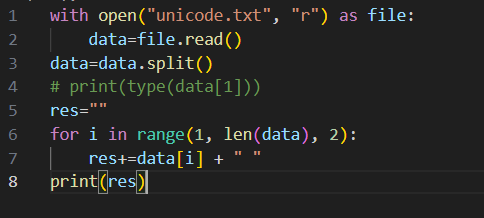 1 with open("unicode.txt", "r") as file:
2     data=file.read()
3 data=data.split()
4 # print(type(data[1]))
5 res=""
6 for i in range(1, len(data), 2):
7     res+=data[i] + " "
8 print(res)